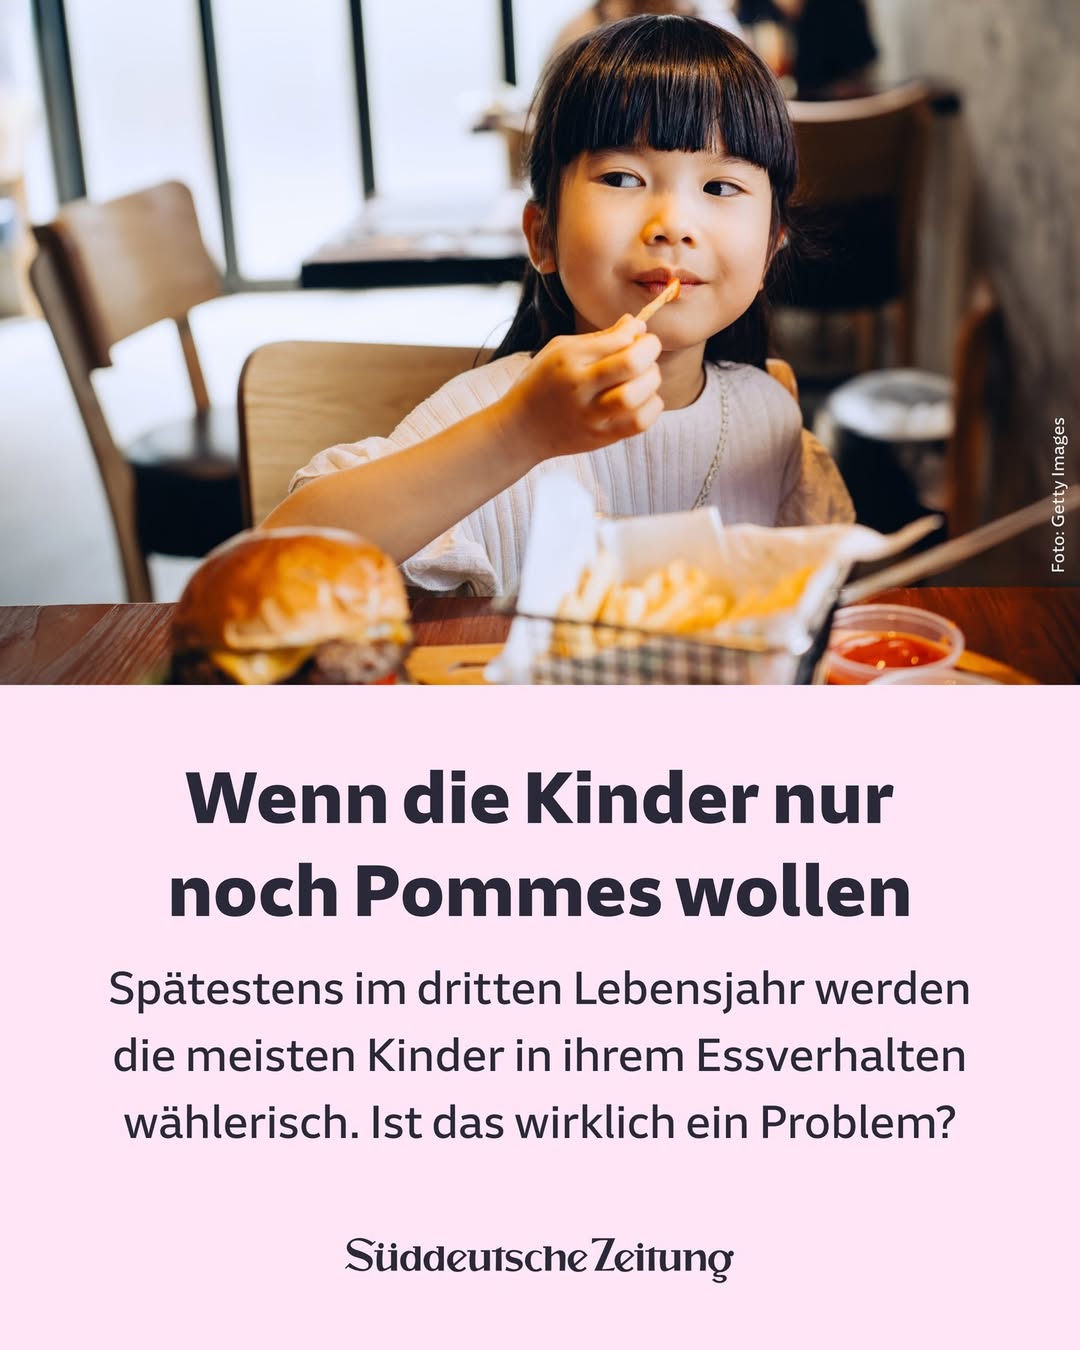 Foto: Getty Images
Wenn die Kinder nur
noch Pommes wollen
Spätestens im dritten Lebensjahr werden
die meisten Kinder in ihrem Essverhalten
wählerisch. Ist das wirklich ein Problem?
Süddeutsche Zeitung